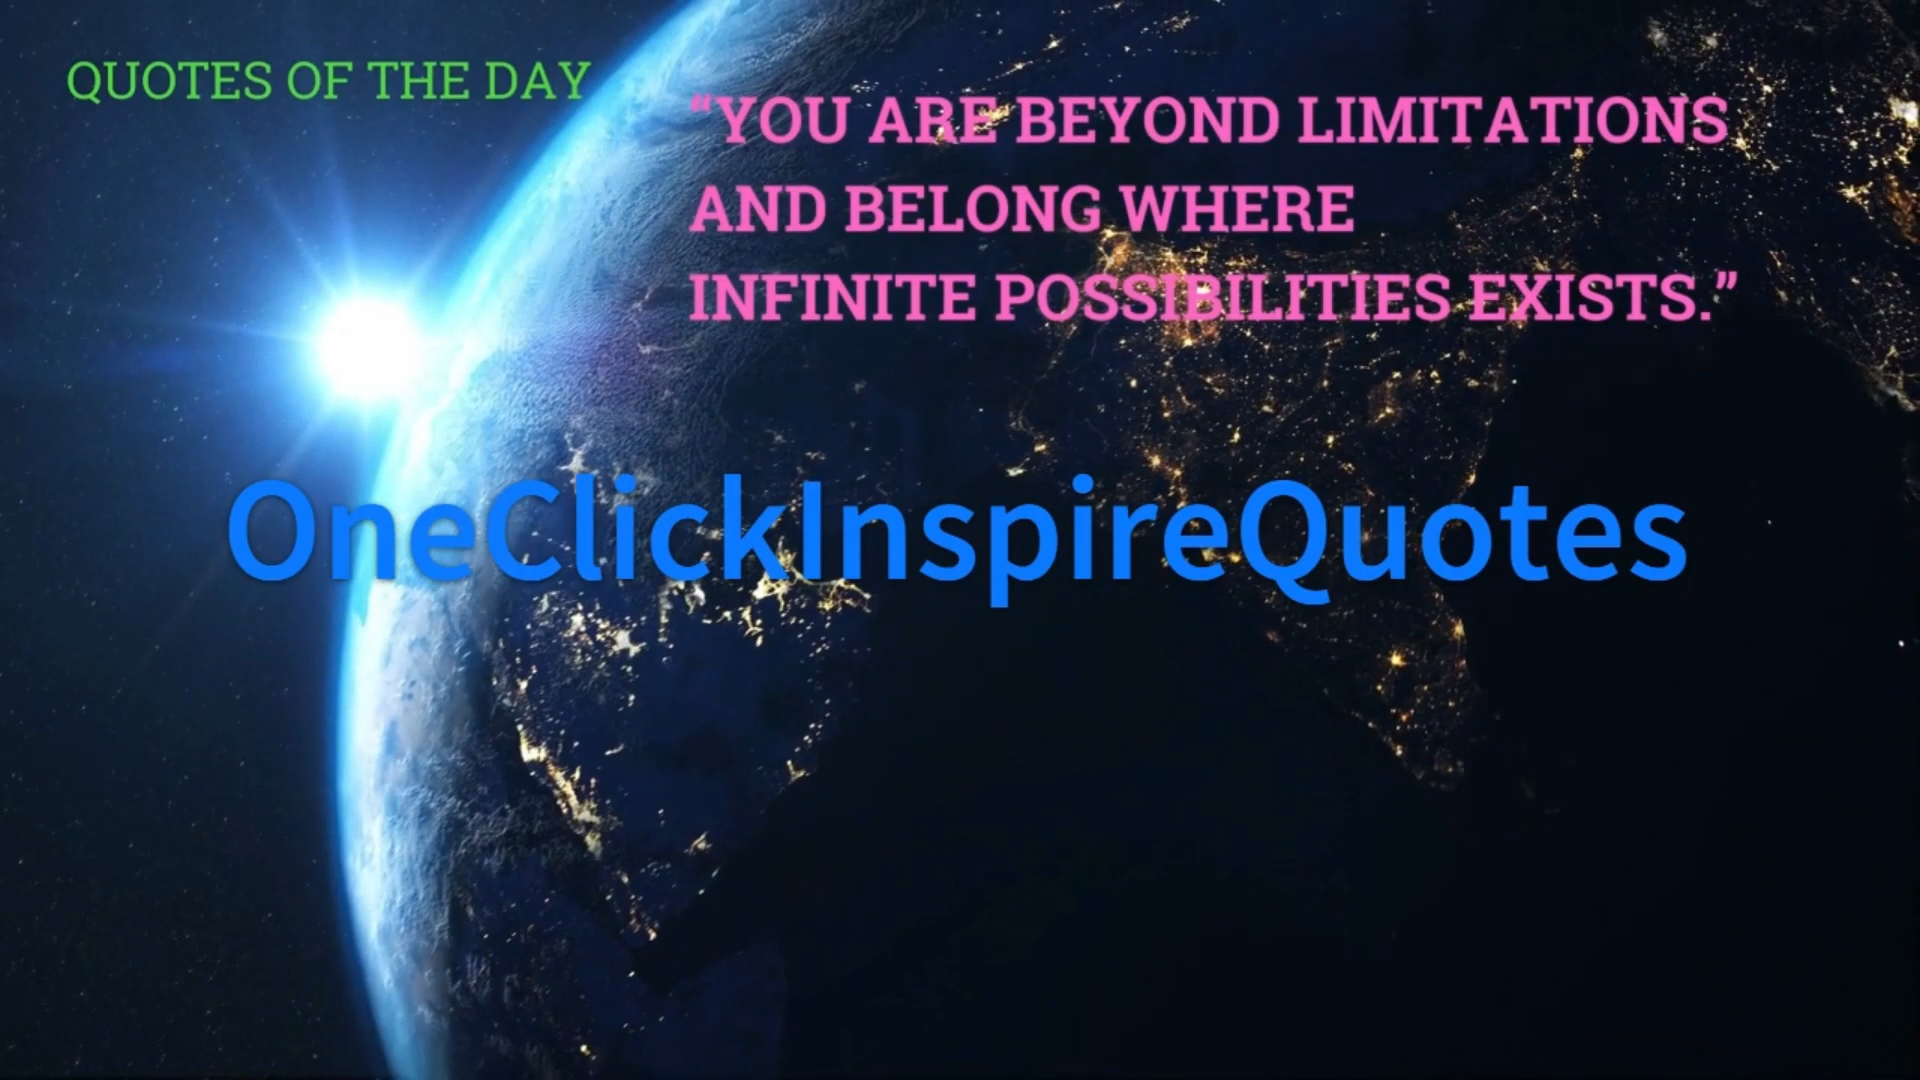 QUOTES OF THE DAY
“YOU ARE BEYOND LIMITATIONS
AND BELONG WHERE
INFINITE POSSIBILITIES EXISTS.”
OneClickInspireQuotes